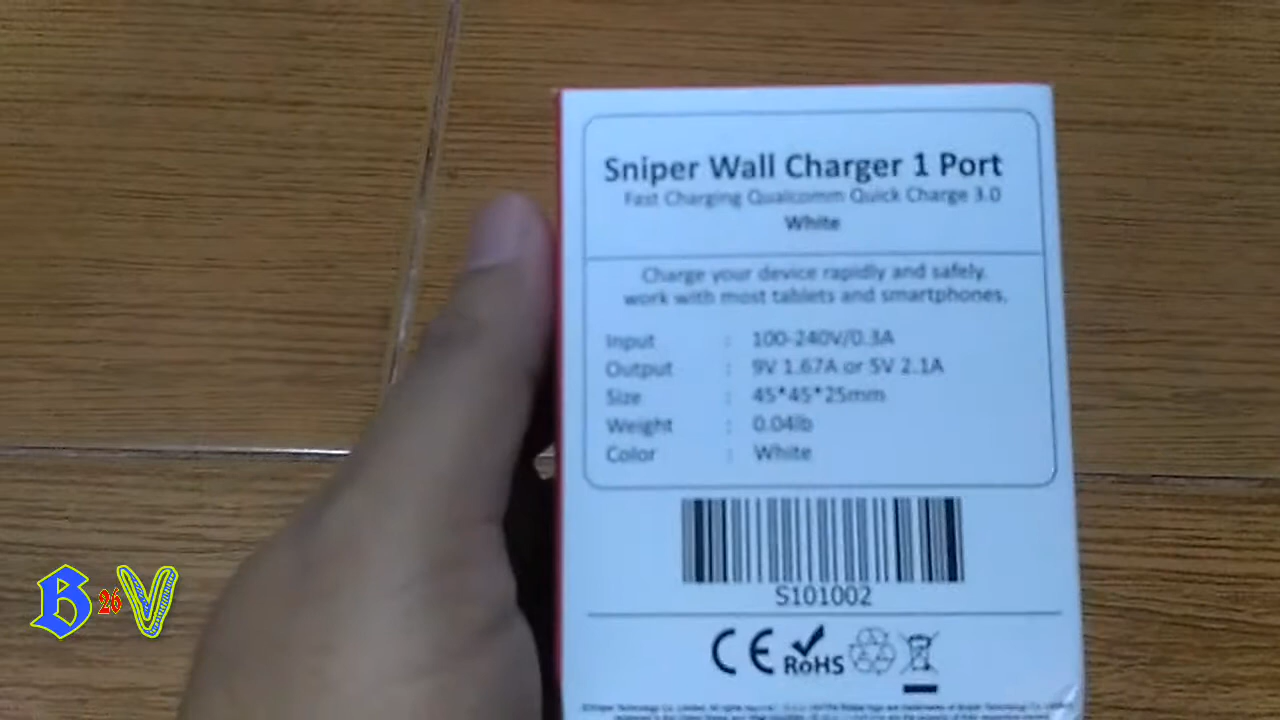 Sniper Wall Charger 1 Port
Fast Charging Qualcomm Quick Charge 3.0
White
Charge your device rapidly and safely.
work with most tablets and smartphones.
Input : 100-240V/0.3A
Output : 9V 1.67A or 5V 2.1A
Size : 45*45*25mm
Weight : 0.04lb
Color : White
S101002
CE RoHS
B 26 V